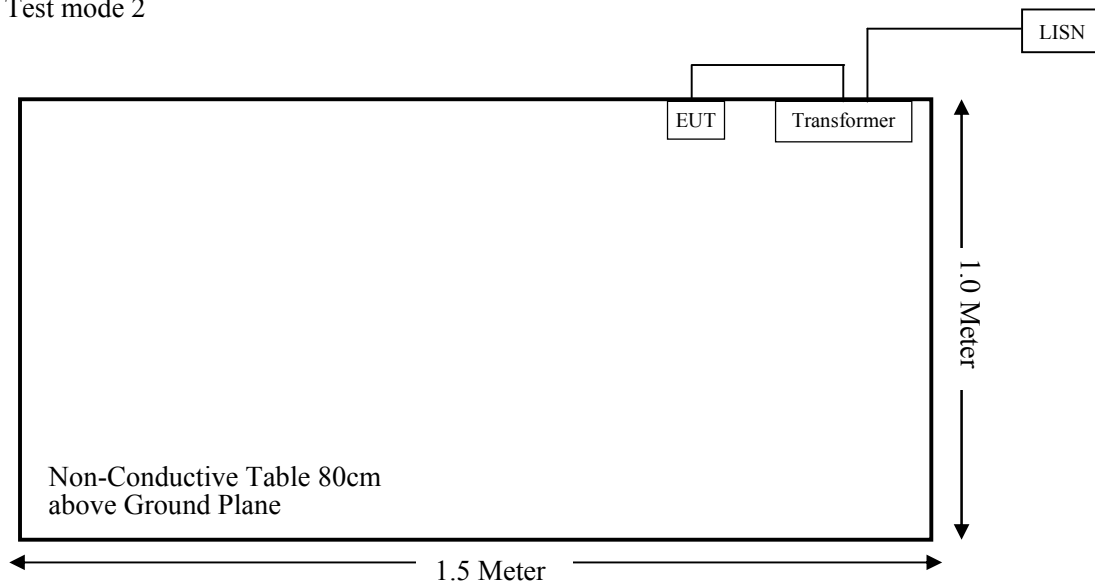 Test mode 2
LISN
EUT
Transformer
1.0 Meter
Non-Conductive Table 80cm
above Ground Plane
1.5 Meter